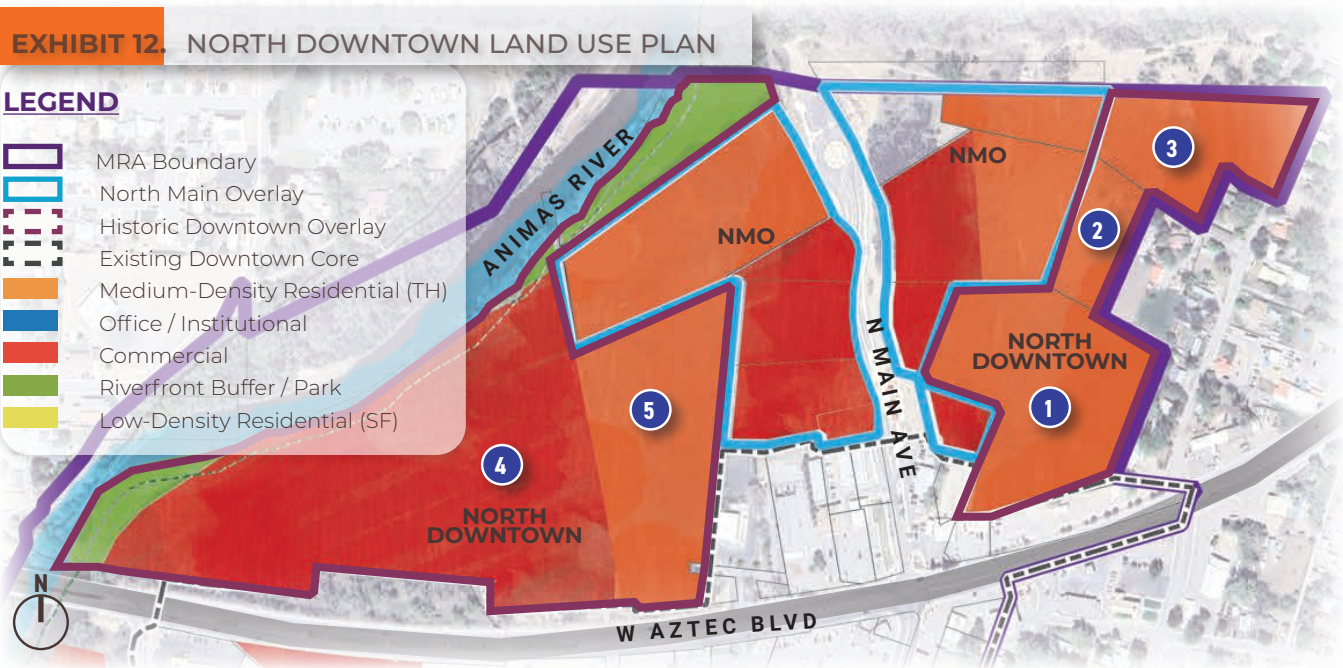 EXHIBIT 12. NORTH DOWNTOWN LAND USE PLAN
LEGEND
MRA Boundary
North Main Overlay
Historic Downtown Overlay
Existing Downtown Core
Medium-Density Residential (TH)
Office / Institutional
Commercial
Riverfront Buffer / Park
Low-Density Residential (SF)
ANIMAS RIVER
NMO
NMO
3
2
NORTH
DOWNTOWN
1
N MAIN AVE
5
4
NORTH
DOWNTOWN
N
W AZTEC BLVD